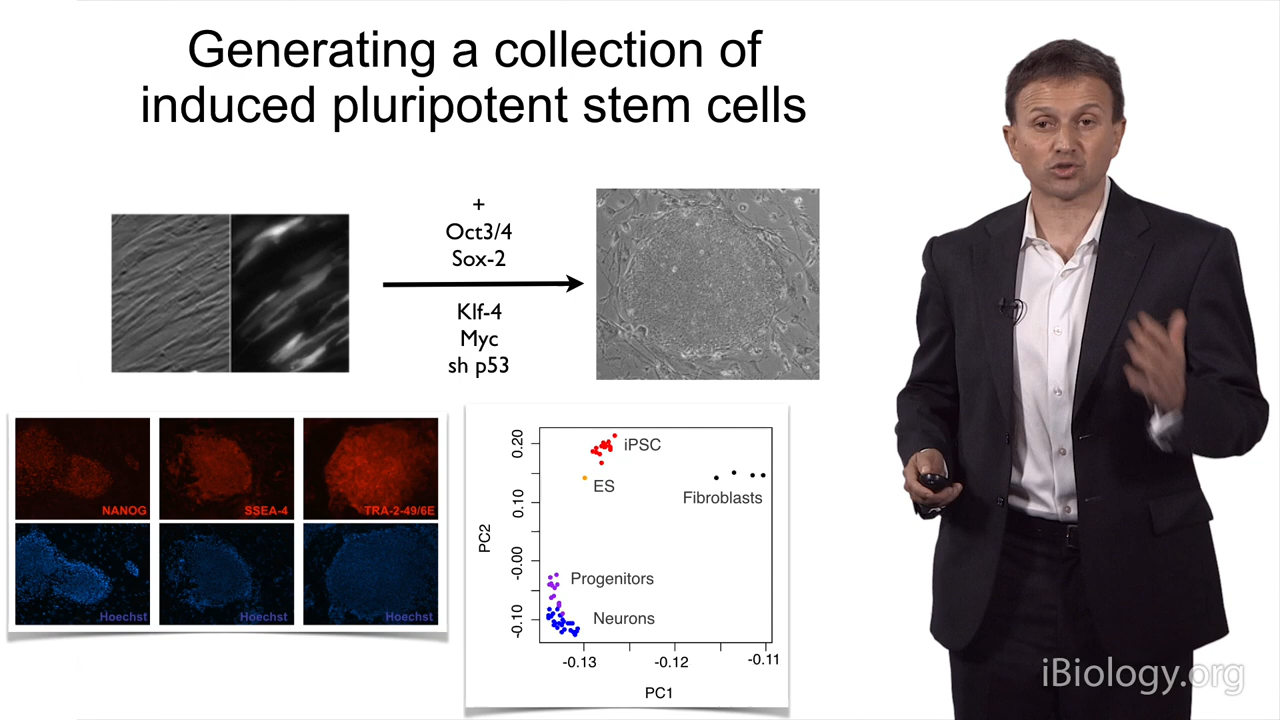 Generating a collection of
induced pluripotent stem cells
+
Oct3/4
Sox-2
Klf-4
Myc
sh p53
NANOG
SSEA-4
TRA-2-49/6E
Hoechst
Hoechst
Hoechst
PC2
0.20
0.10
-0.00
-0.10
iPSC
ES
Fibroblasts
Progenitors
Neurons
-0.13
-0.12
-0.11
PC1
iBiology.org